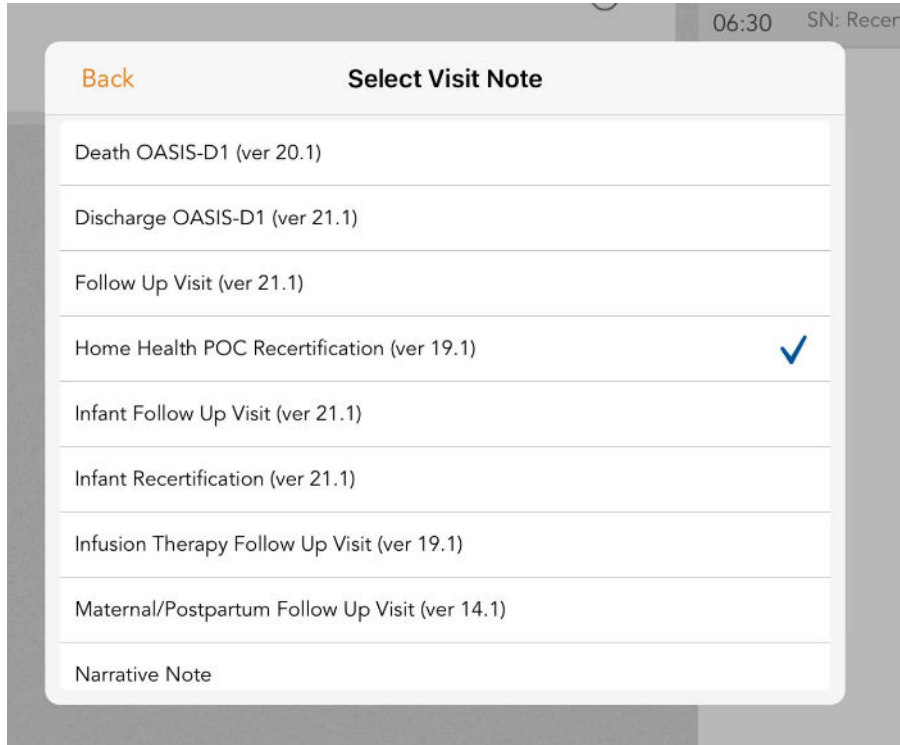 06:30 SN: Recer
Back Select Visit Note
Death OASIS-D1 (ver 20.1)
Discharge OASIS-D1 (ver 21.1)
Follow Up Visit (ver 21.1)
Home Health POC Recertification (ver 19.1)
Infant Follow Up Visit (ver 21.1)
Infant Recertification (ver 21.1)
Infusion Therapy Follow Up Visit (ver 19.1)
Maternal/Postpartum Follow Up Visit (ver 14.1)
Narrative Note